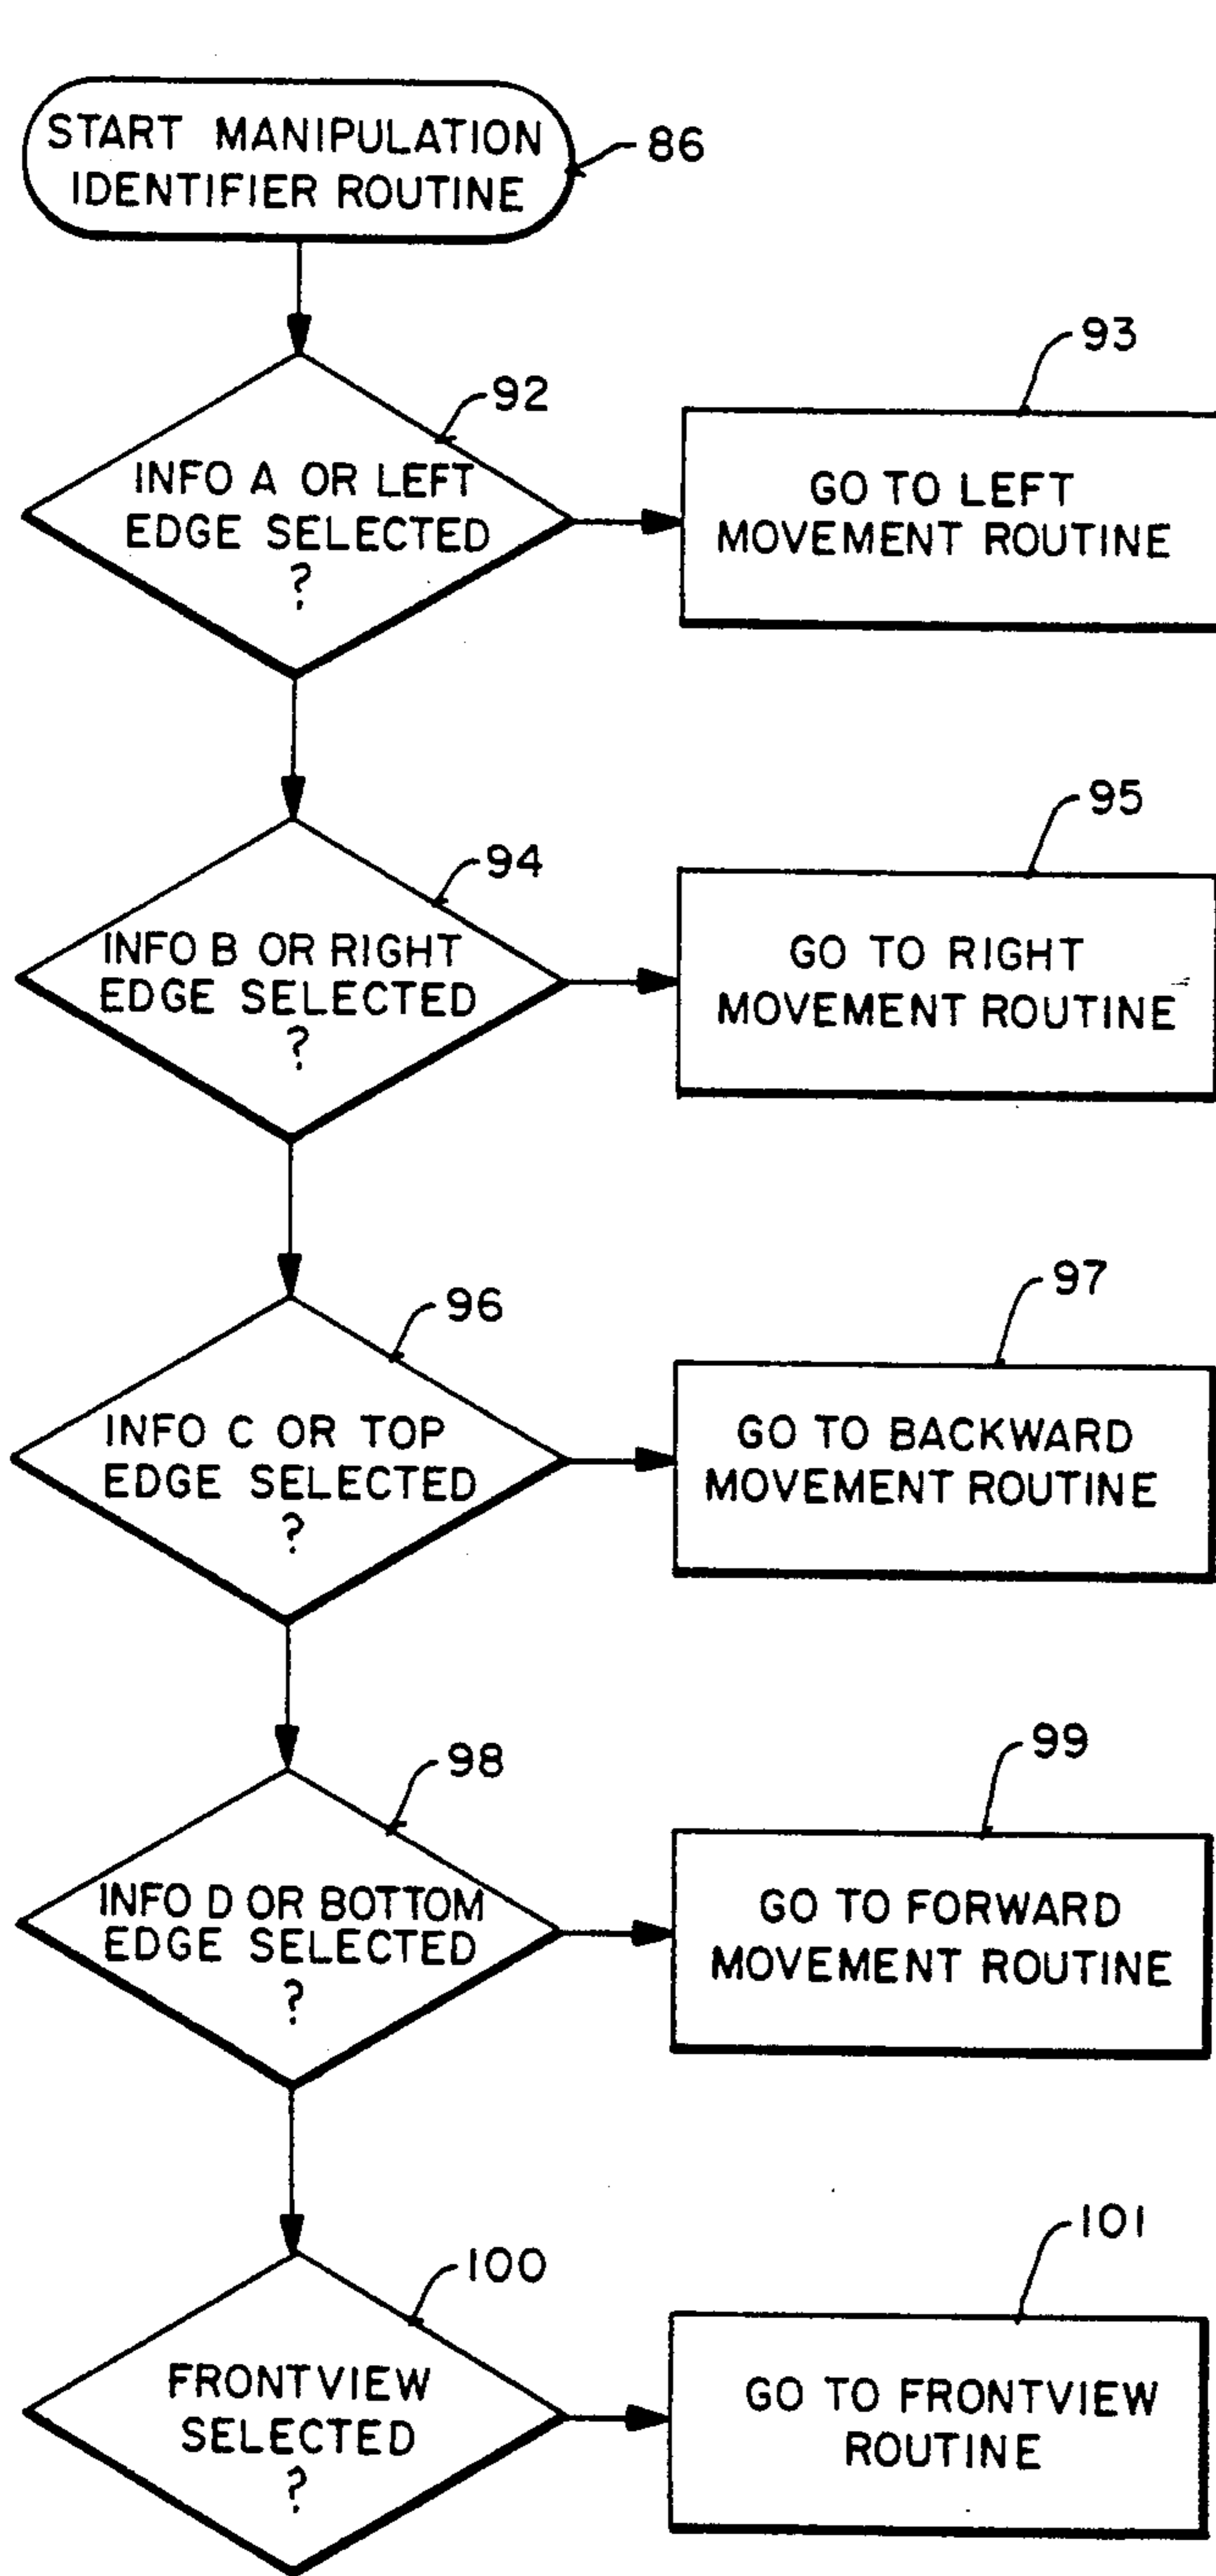 START MANIPULATION
IDENTIFIER ROUTINE
86
92
INFO A OR LEFT
EDGE SELECTED
?
93
GO TO LEFT
MOVEMENT ROUTINE
94
INFO B OR RIGHT
EDGE SELECTED
?
95
GO TO RIGHT
MOVEMENT ROUTINE
96
INFO C OR TOP
EDGE SELECTED
?
97
GO TO BACKWARD
MOVEMENT ROUTINE
98
INFO D OR BOTTOM
EDGE SELECTED
?
99
GO TO FORWARD
MOVEMENT ROUTINE
100
FRONTVIEW
SELECTED
?
101
GO TO FRONTVIEW
ROUTINE